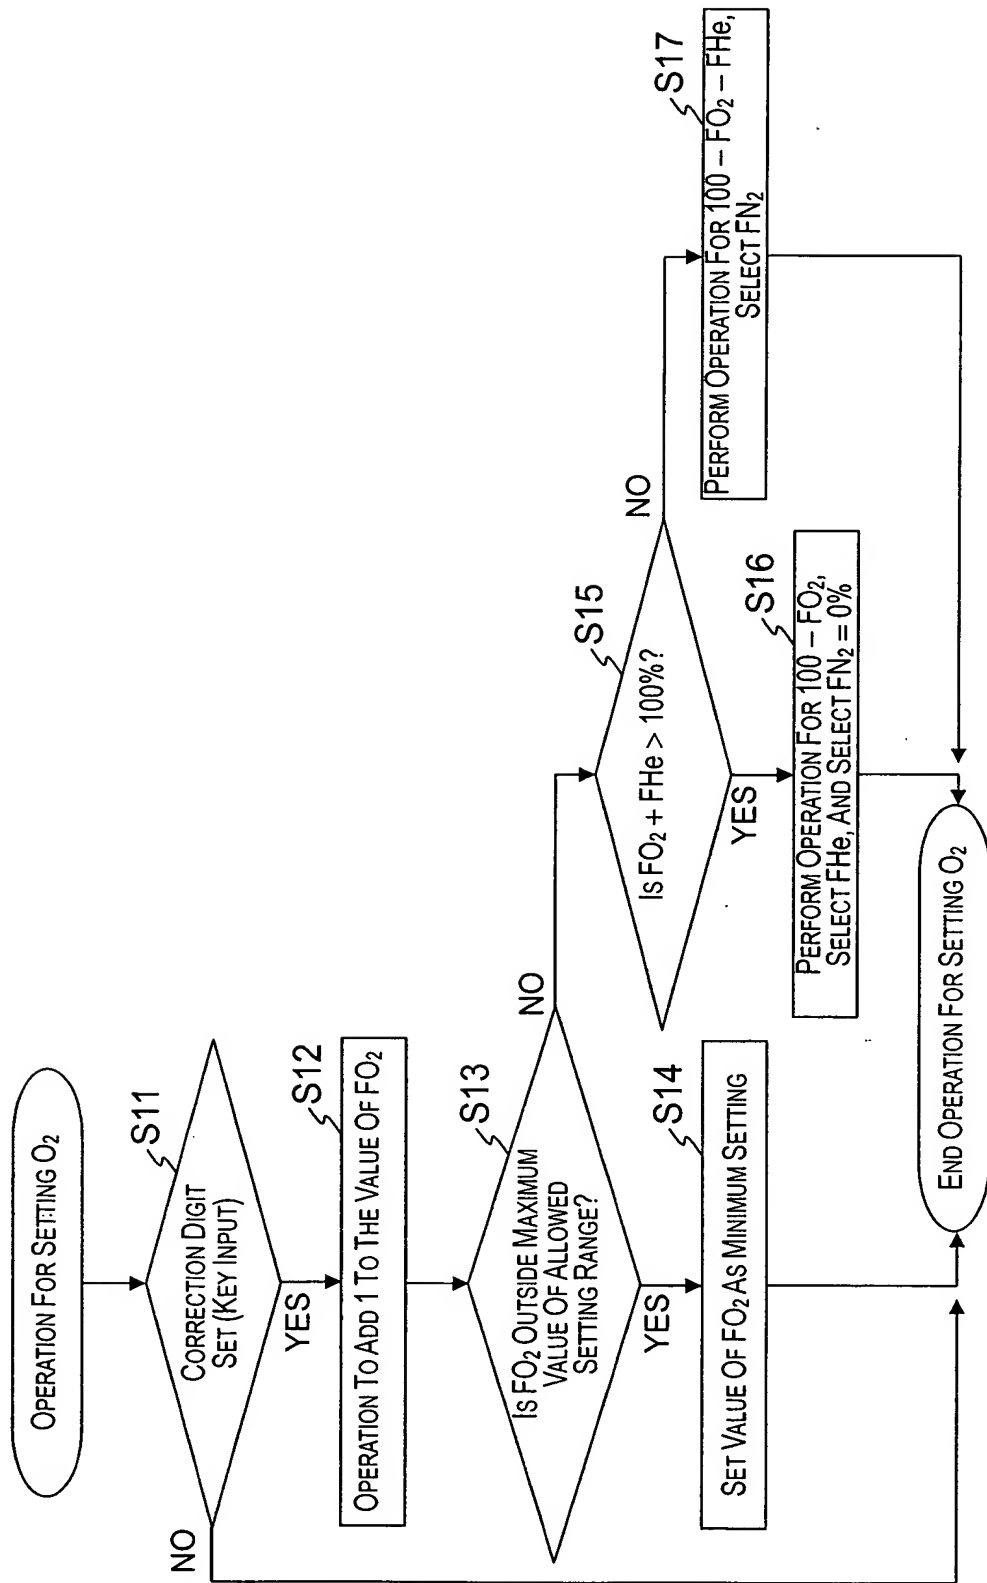 OPERATION FOR SETTING O₂
S11
CORRECTION DIGIT
SET (KEY INPUT)
NO
YES
S12
OPERATION TO ADD 1 TO THE VALUE OF FO₂
S13
IS FO₂ OUTSIDE MAXIMUM
VALUE OF ALLOWED
SETTING RANGE?
NO
YES
S14
SET VALUE OF FO₂ AS MINIMUM SETTING
S15
IS FO₂ + FHe > 100%?
NO
YES
S16
PERFORM OPERATION FOR 100 – FO₂,
SELECT FHe, AND SELECT FN₂ = 0%
S17
PERFORM OPERATION FOR 100 – FO₂ – FHe,
SELECT FN₂
END OPERATION FOR SETTING O₂